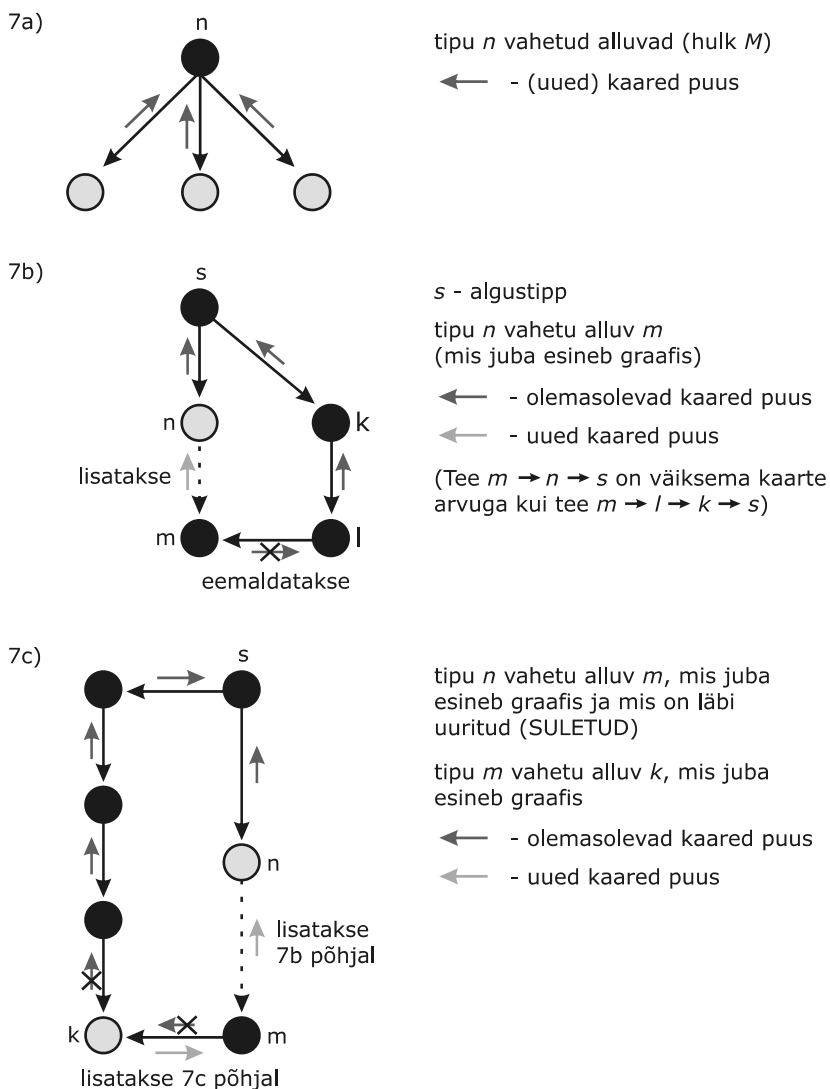 7a)
n
tipu n vahetud alluvad (hulk M)
- (uued) kaared puus
7b)
s
s - algustipp
tipu n vahetu alluv m
(mis juba esineb graafis)
n
k
- olemasolevad kaared puus
- uued kaared puus
lisatakse
(Tee m → n → s on väiksema kaarte
arvuga kui tee m → l → k → s)
m
l
eemaldatakse
7c)
s
tipu n vahetu alluv m, mis juba
esineb graafis ja mis on läbi
uuritud (SULETUD)
tipu m vahetu alluv k, mis juba
esineb graafis
- olemasolevad kaared puus
n
- uued kaared puus
lisatakse
7b põhjal
k
m
lisatakse 7c põhjal